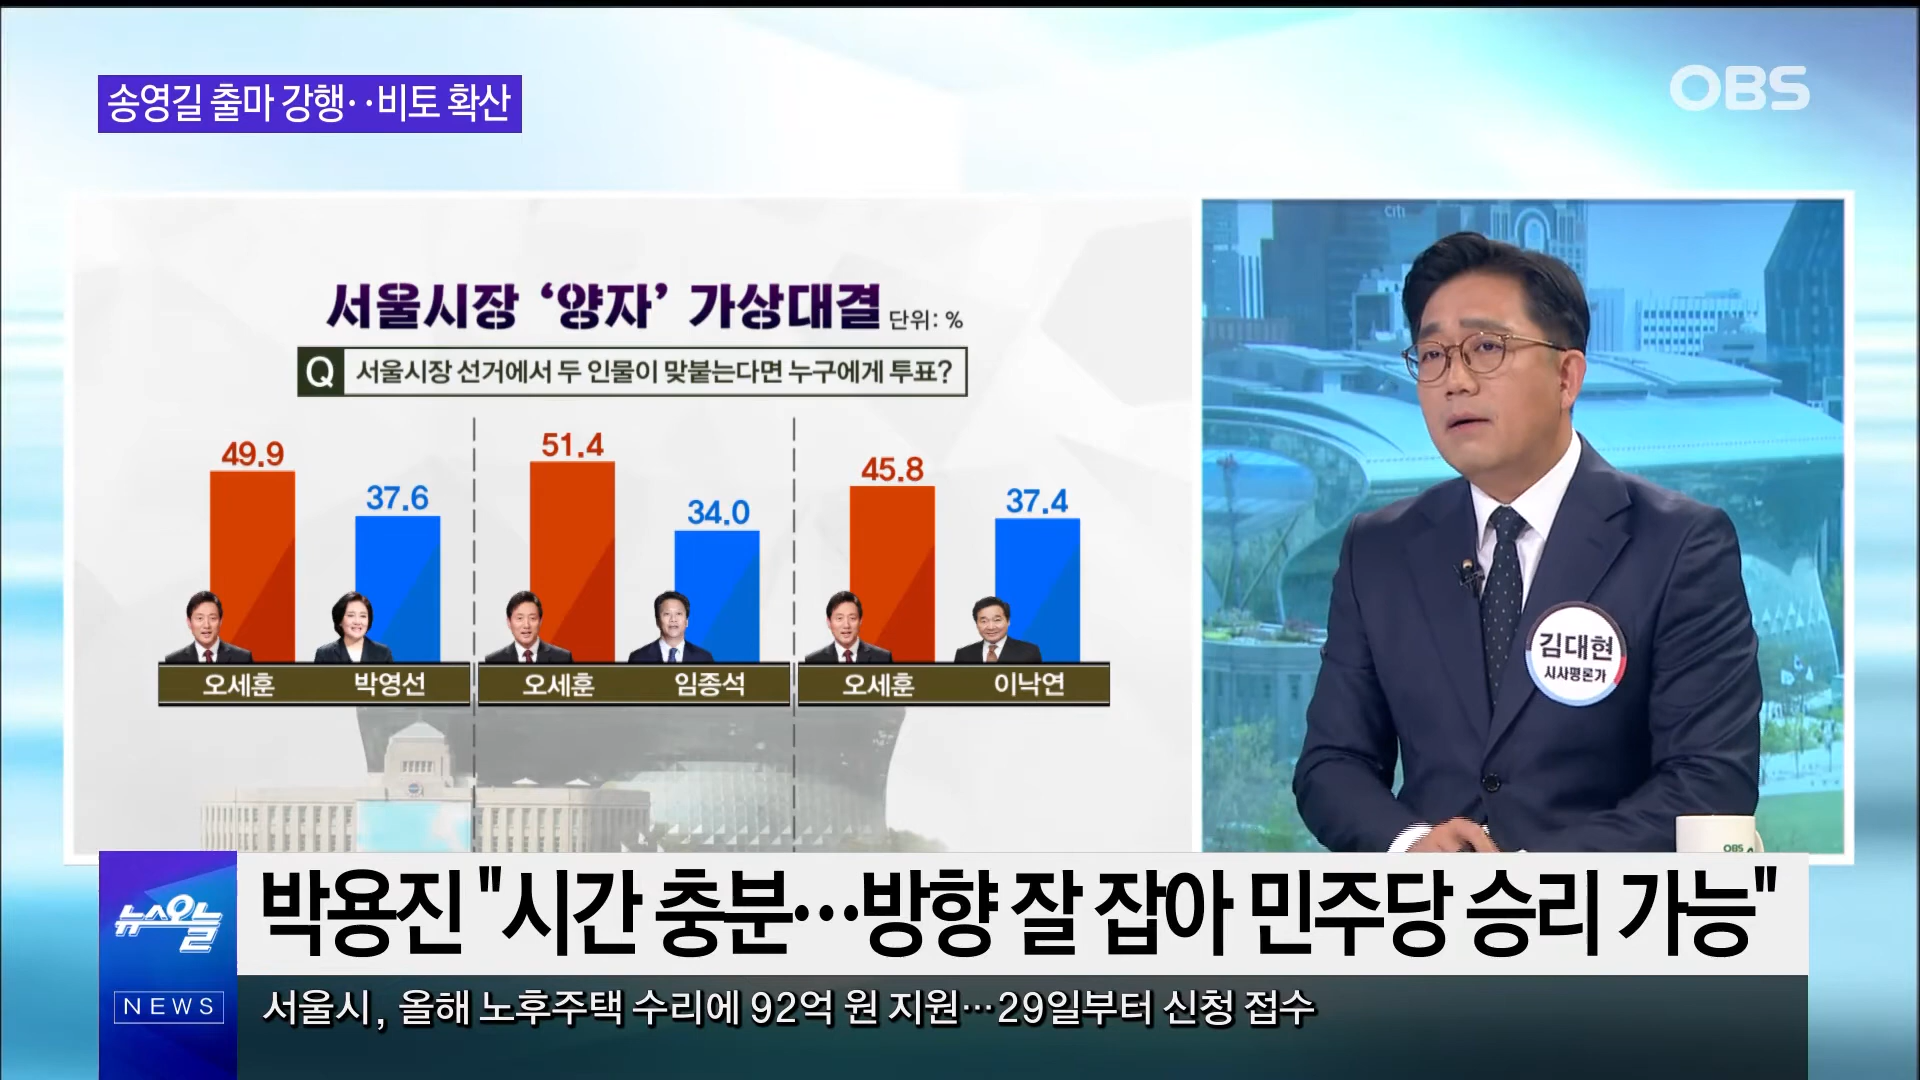 송영길 출마 강행‥비토 확산
OBS
citi
서울시장 ‘양자’ 가상대결 단위: %
Q 서울시장 선거에서 두 인물이 맞붙는다면 누구에게 투표?
49.9 37.6 51.4 34.0 45.8 37.4
오세훈 박영선 오세훈 임종석 오세훈 이낙연
김대현
시사평론가
OBS
뉴스오늘
NEWS
박용진 "시간 충분…방향 잘 잡아 민주당 승리 가능"
서울시, 올해 노후주택 수리에 92억 원 지원…29일부터 신청 접수